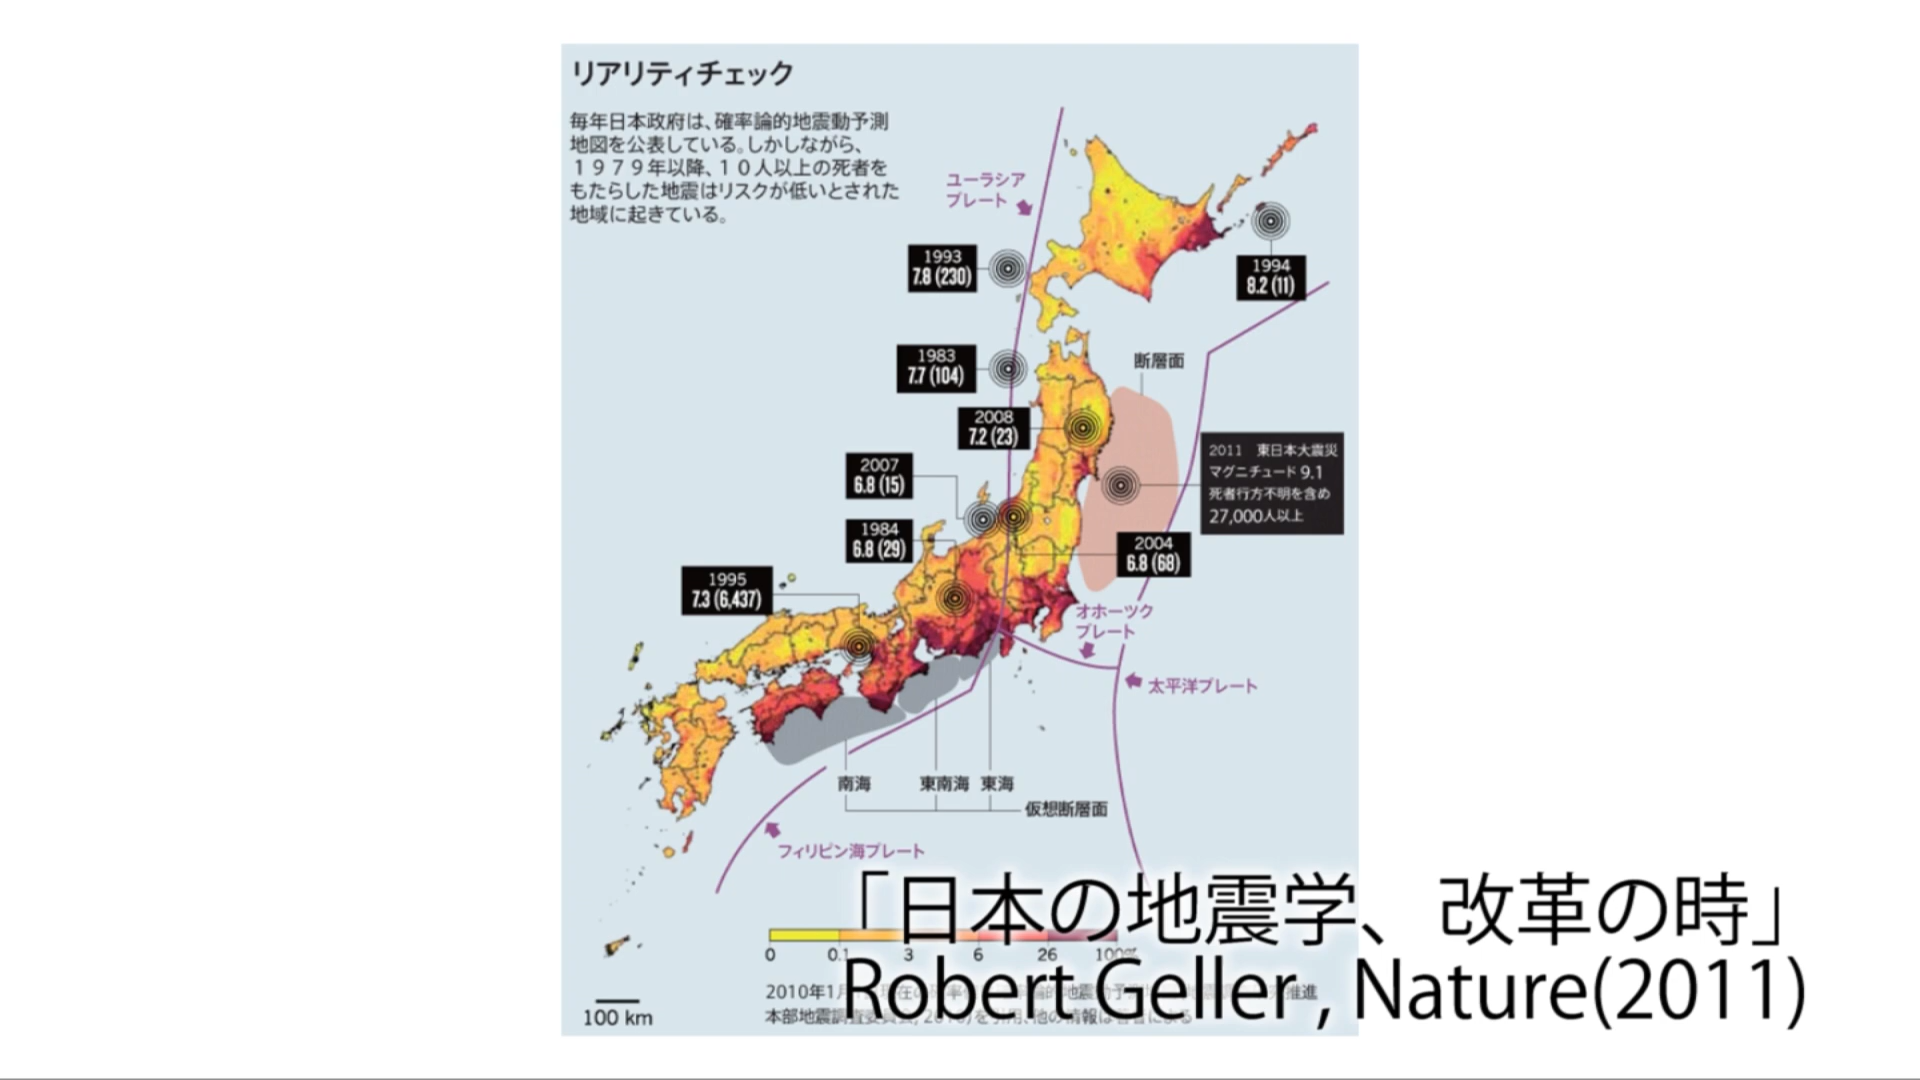 リアリティチェック
毎年日本政府は、確率論的地震動予測
地図を公表している。しかしながら、
１９７９年以降、１０人以上の死者を
もたらした地震はリスクが低いとされた
地域に起きている。
ユーラシア
プレート
1993
7.8 (230)
1994
8.2 (11)
1983
7.7 (104)
断層面
2008
7.2 (23)
2011 東日本大震災
マグニチュード 9.1
死者行方不明を含め
27,000人以上
2007
6.8 (15)
1984
6.8 (29)
2004
6.8 (68)
1995
7.3 (6,437)
オホーツク
プレート
太平洋プレート
南海
東南海
東海
仮想断層面
フィリピン海プレート
「日本の地震学、改革の時」
0 0.1 3 6 26 100%
Robert Geller, Nature(2011)
2010年1月
推進
本部地震調査委員会
100 km